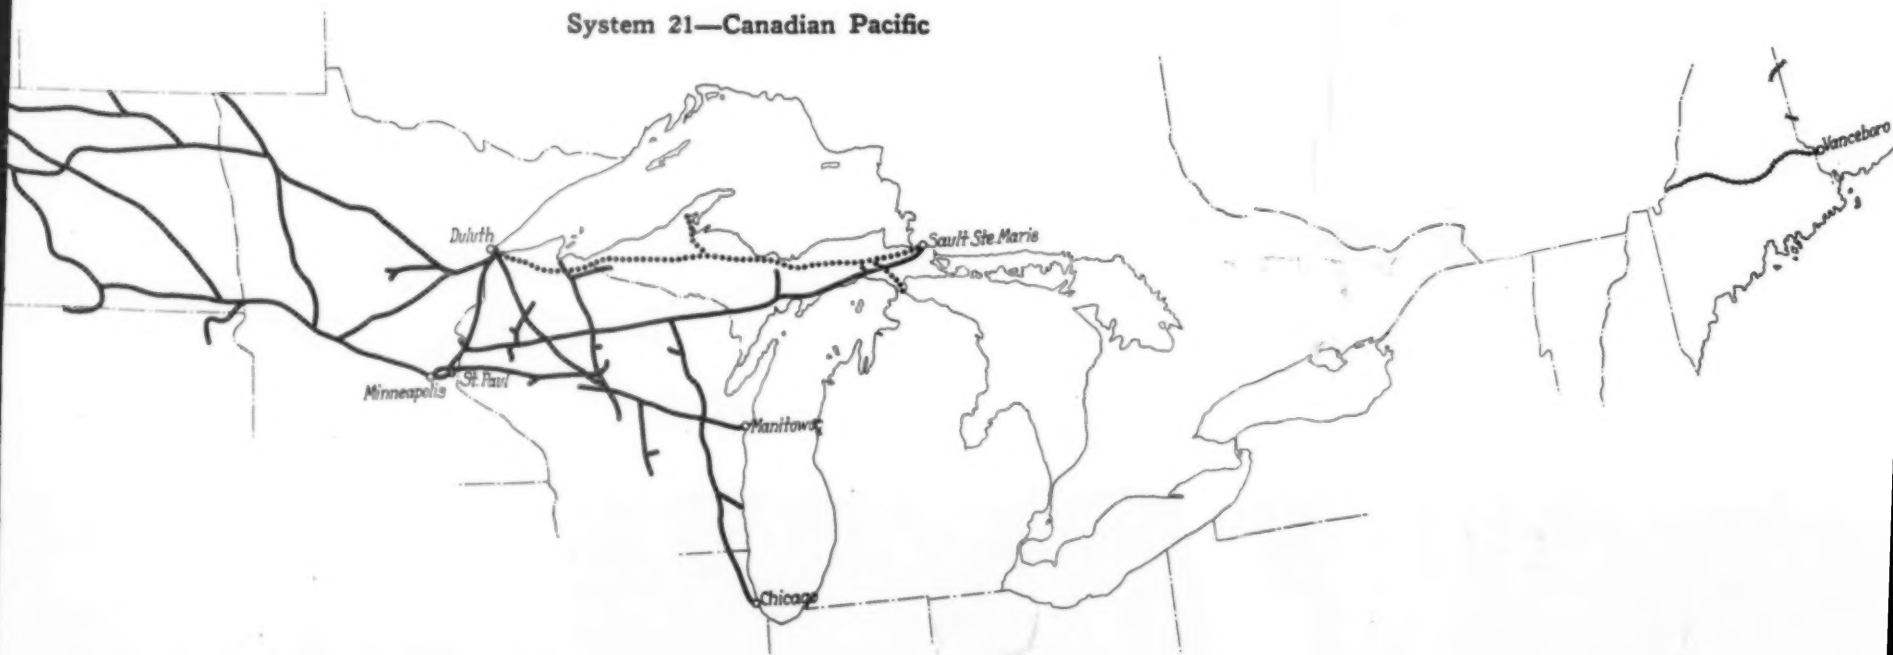 System 21—Canadian Pacific
Vanceboro
Duluth
Sault Ste. Marie
Minneapolis
St. Paul
Manitowoc
Chicago